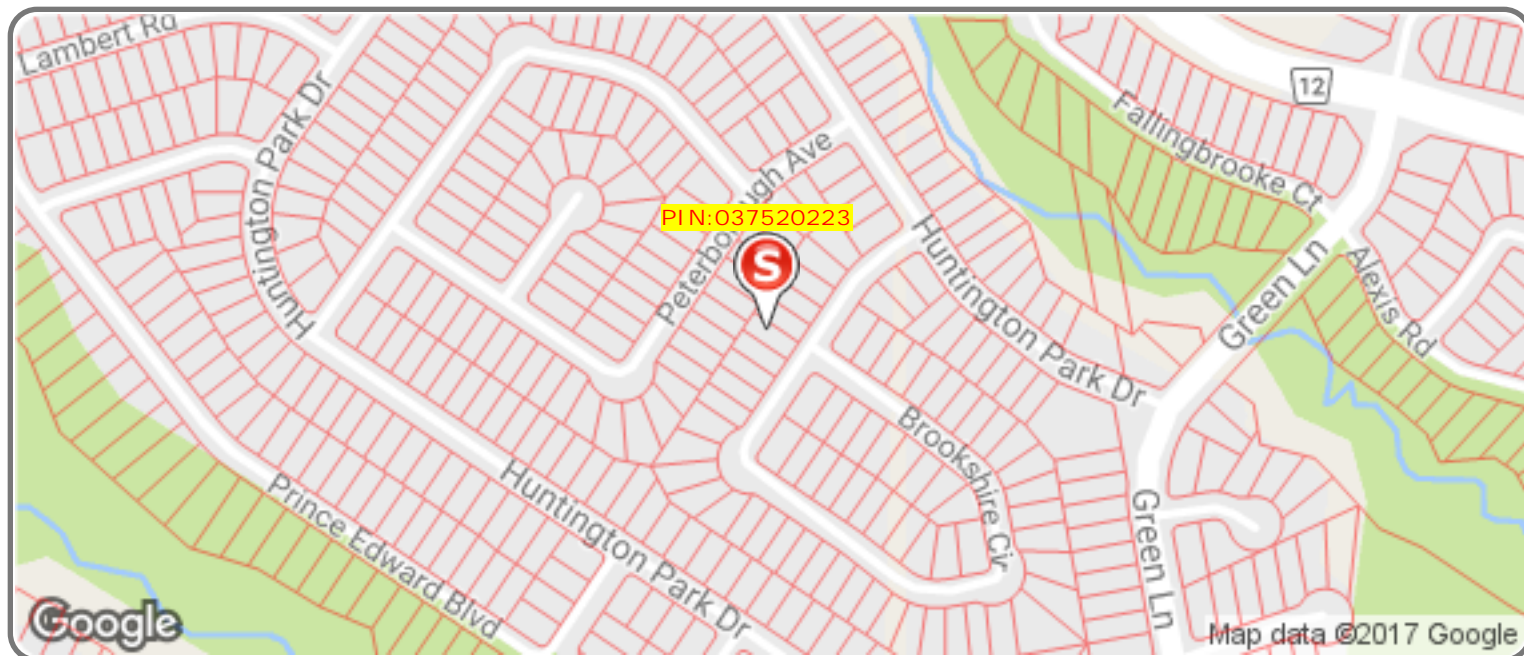 Lambert Rd
12
Huntington Park Dr
Fallingbrooke Ct
Peterborough Ave
PIN:037520223
S
Huntington Park Dr
Green Ln
Alexis Rd
Brookshire Cir
Huntington Park Dr
Prince Edward Blvd
Green Ln
Google
Map data ©2017 Google